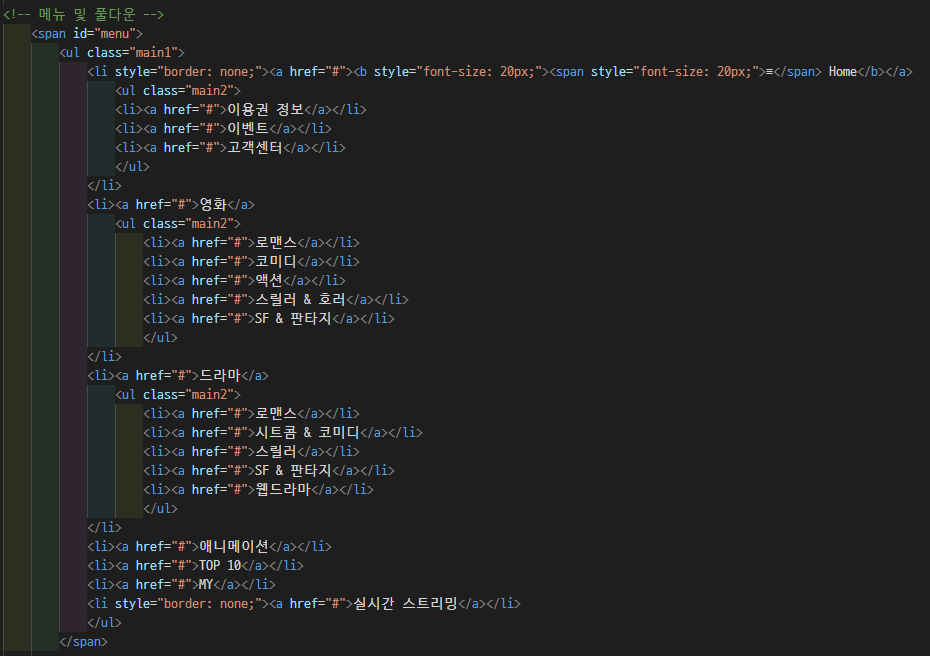 <!-- 메뉴 및 풀다운 -->
<span id="menu">
<ul class="main1">
<li style="border: none;"><a href="#"><b style="font-size: 20px;"><span style="font-size: 20px;">≡</span> Home</b></a>
<ul class="main2">
<li><a href="#">이용권 정보</a></li>
<li><a href="#">이벤트</a></li>
<li><a href="#">고객센터</a></li>
</ul>
</li>
<li><a href="#">영화</a>
<ul class="main2">
<li><a href="#">로맨스</a></li>
<li><a href="#">코미디</a></li>
<li><a href="#">액션</a></li>
<li><a href="#">스릴러 & 호러</a></li>
<li><a href="#">SF & 판타지</a></li>
</ul>
</li>
<li><a href="#">드라마</a>
<ul class="main2">
<li><a href="#">로맨스</a></li>
<li><a href="#">시트콤 & 코미디</a></li>
<li><a href="#">스릴러</a></li>
<li><a href="#">SF & 판타지</a></li>
<li><a href="#">웹드라마</a></li>
</ul>
</li>
<li><a href="#">애니메이션</a></li>
<li><a href="#">TOP 10</a></li>
<li><a href="#">MY</a></li>
<li style="border: none;"><a href="#">실시간 스트리밍</a></li>
</ul>
</span>